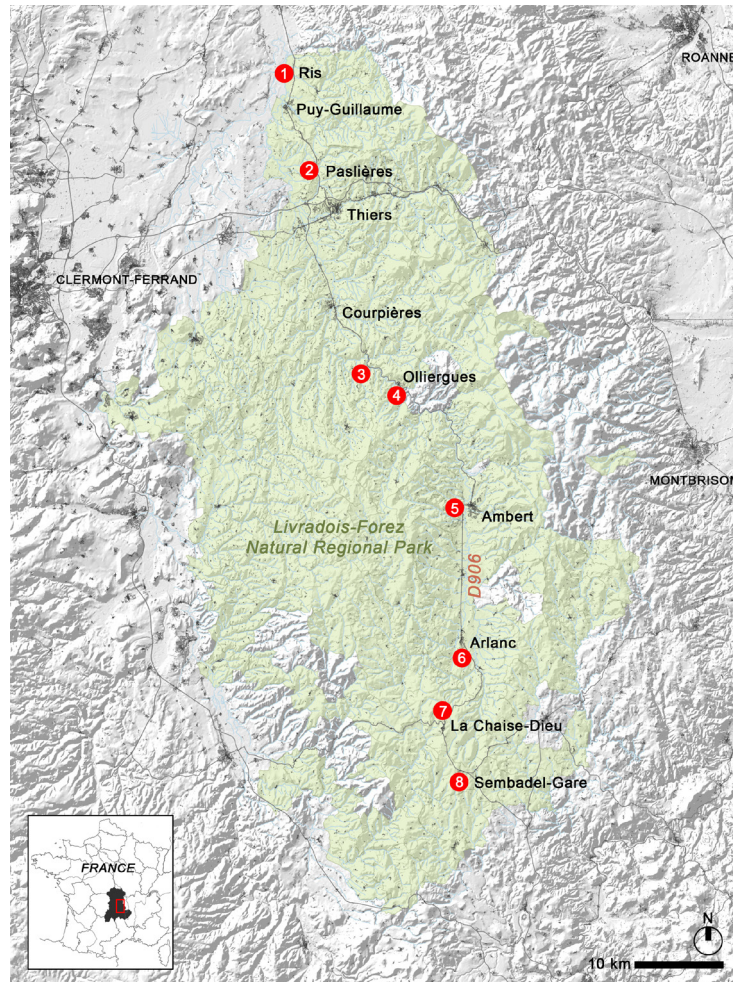 ROANNE
1 Ris
Puy-Guillaume
2 Paslières
Thiers
CLERMONT-FERRAND
Courpières
3
Olliergues
4
MONTBRISON
5
Ambert
Livradois-Forez
Natural Regional Park
D906
Arlanc
6
7
La Chaise-Dieu
8 Sembadel-Gare
FRANCE
N
10 km